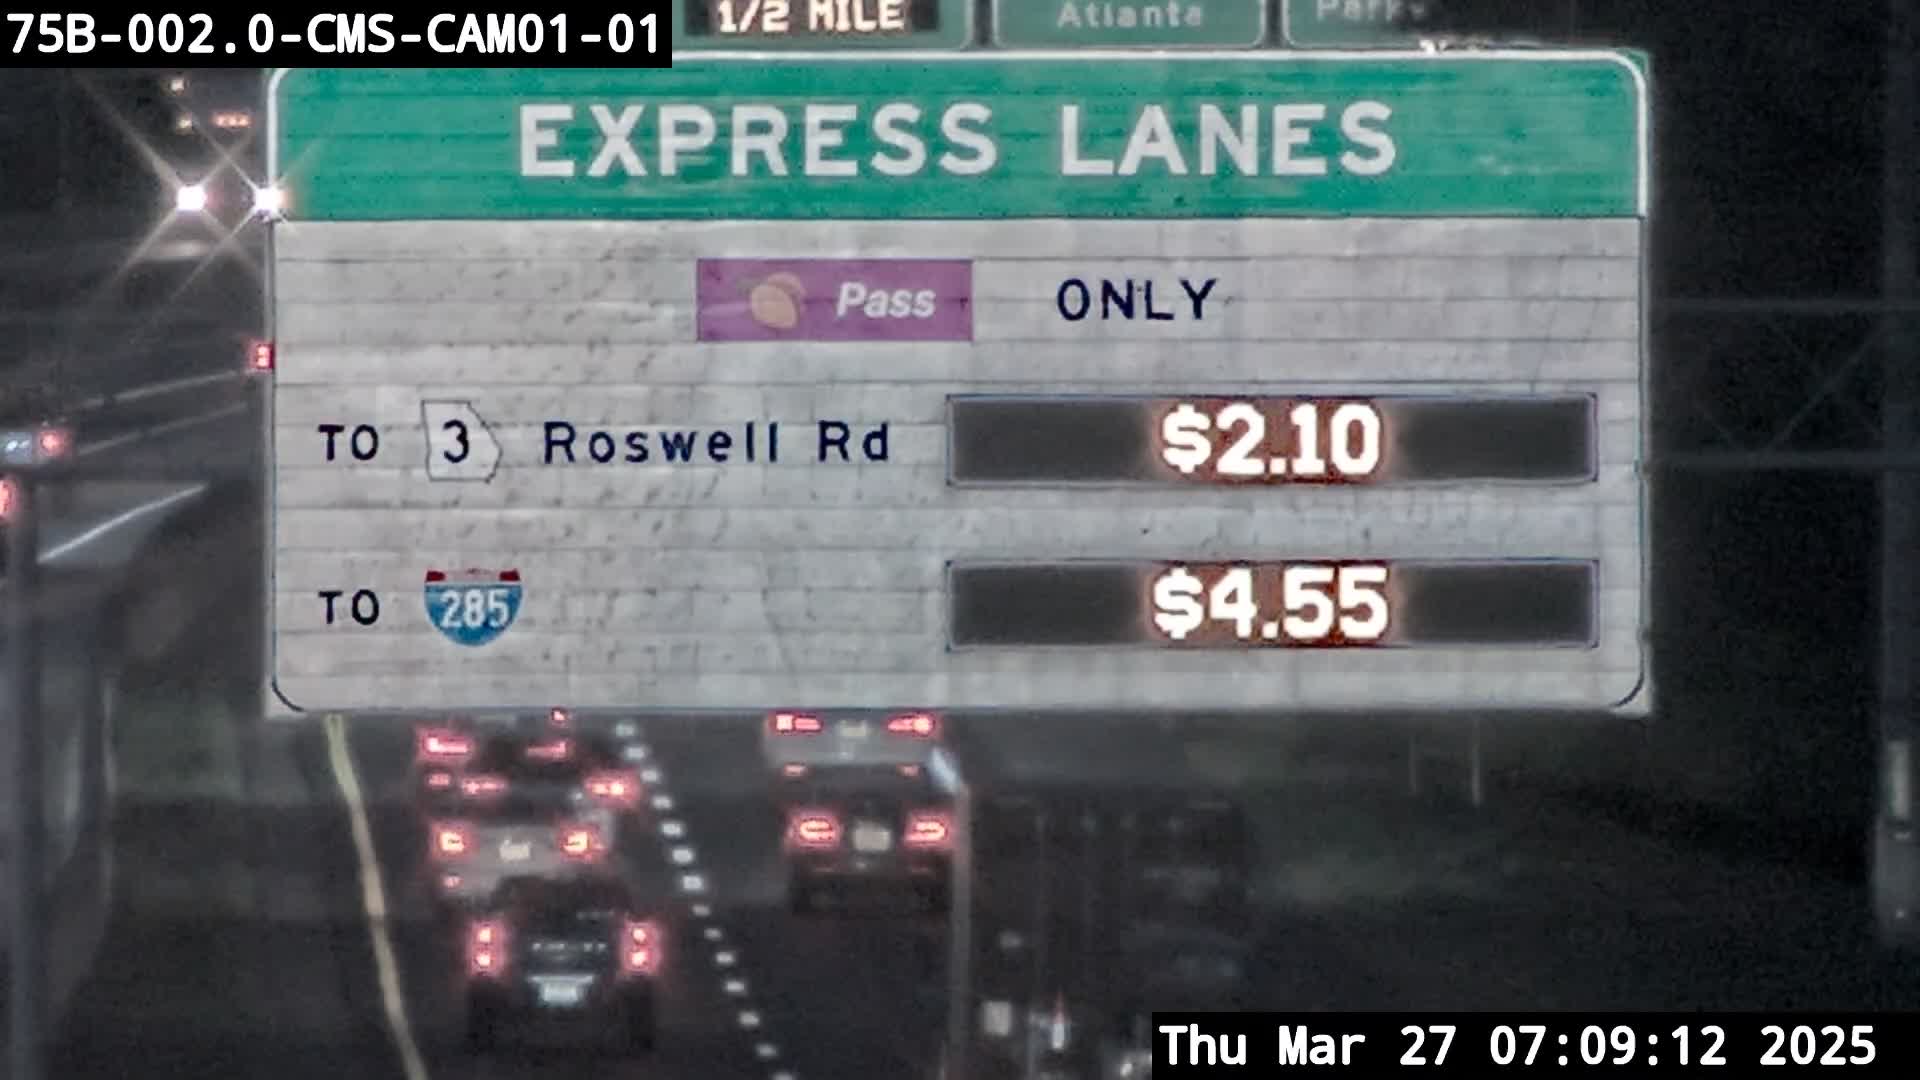 75B-002.0-CMS-CAM01-01
1/2 MILE
Atlanta
EXPRESS LANES
Pass ONLY
TO 3 Roswell Rd $2.10
TO 285 $4.55
Thu Mar 27 07:09:12 2025